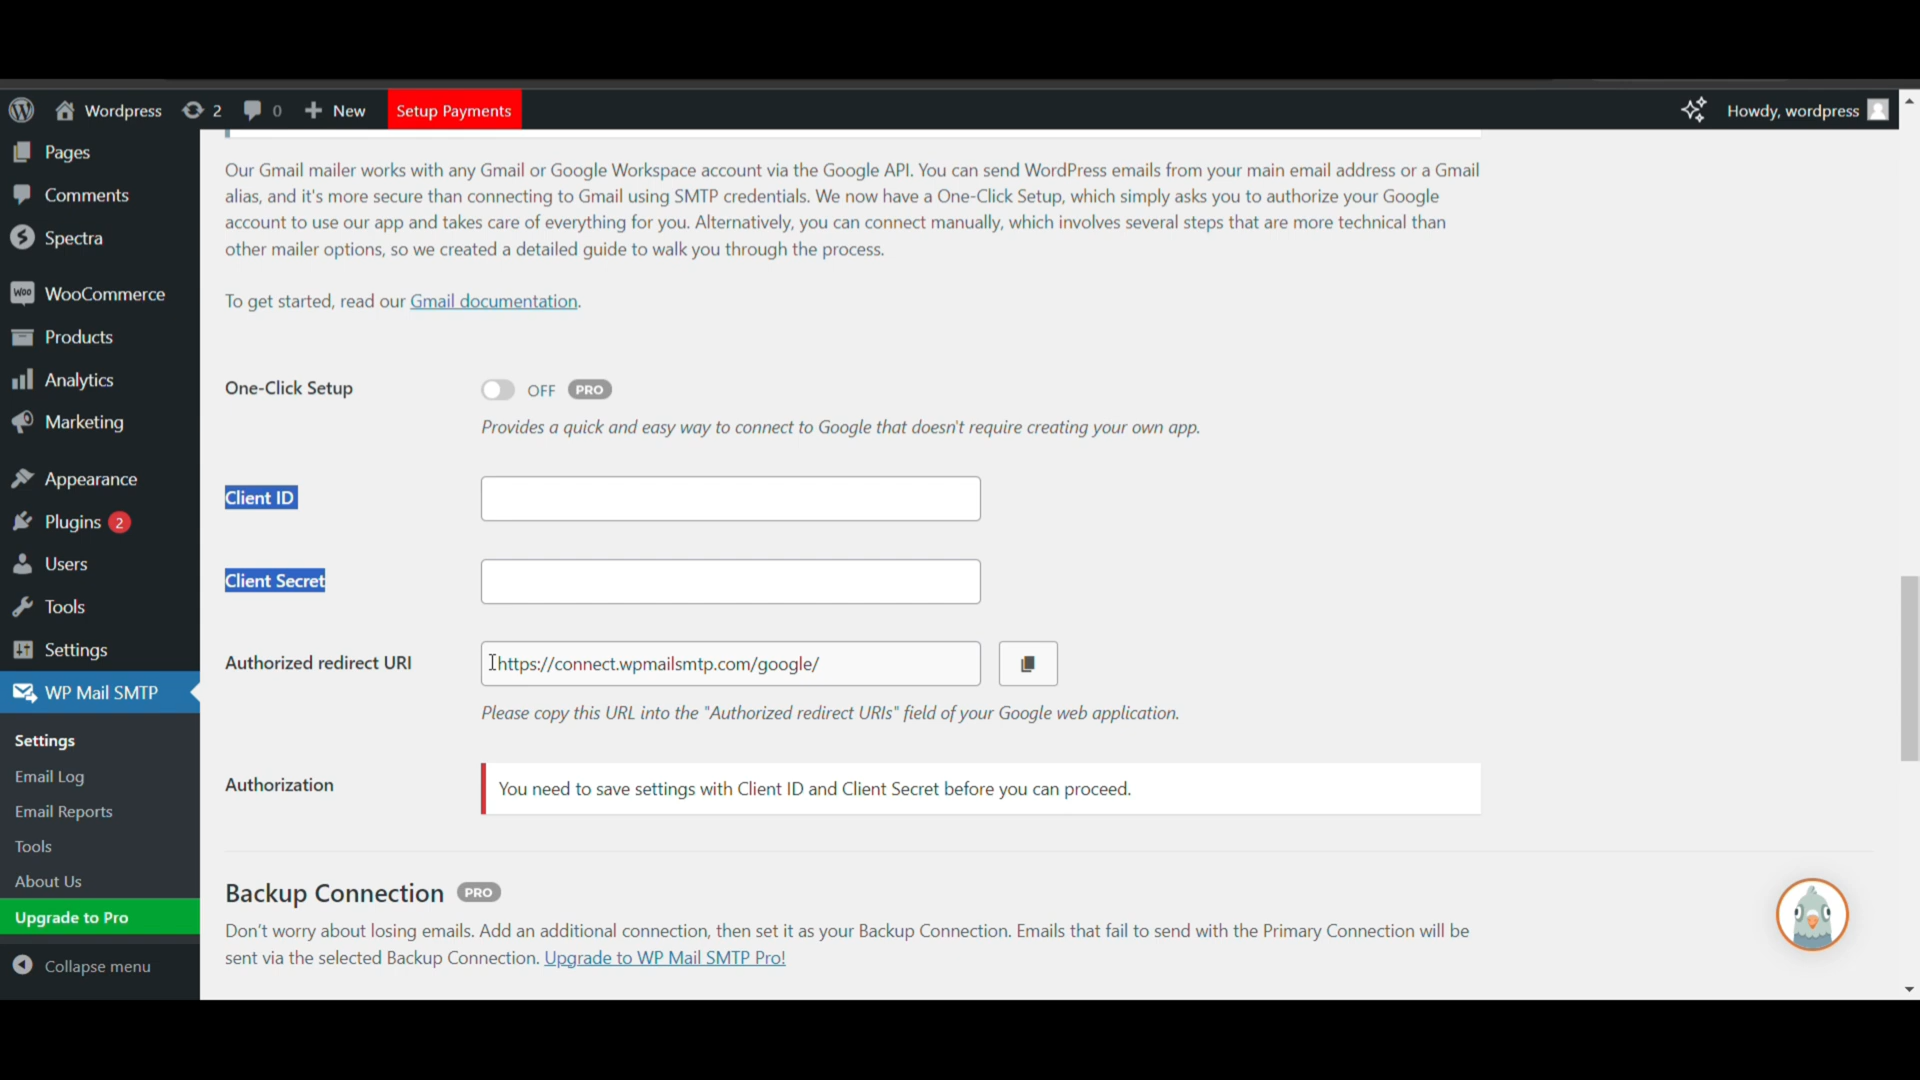 Wordpress 2 0 New Setup Payments Howdy, wordpress
Pages
Comments
Spectra
WooCommerce
Products
Analytics
Marketing
Appearance
Plugins 2
Users
Tools
Settings
WP Mail SMTP
Settings
Email Log
Email Reports
Tools
About Us
Upgrade to Pro
Collapse menu
Our Gmail mailer works with any Gmail or Google Workspace account via the Google API. You can send WordPress emails from your main email address or a Gmail
alias, and it's more secure than connecting to Gmail using SMTP credentials. We now have a One-Click Setup, which simply asks you to authorize your Google
account to use our app and takes care of everything for you. Alternatively, you can connect manually, which involves several steps that are more technical than
other mailer options, so we created a detailed guide to walk you through the process.
To get started, read our Gmail documentation.
One-Click Setup OFF PRO
Provides a quick and easy way to connect to Google that doesn't require creating your own app.
Client ID
Client Secret
Authorized redirect URI https://connect.wpmailsmtp.com/google/
Please copy this URL into the "Authorized redirect URIs" field of your Google web application.
Authorization You need to save settings with Client ID and Client Secret before you can proceed.
Backup Connection PRO
Don't worry about losing emails. Add an additional connection, then set it as your Backup Connection. Emails that fail to send with the Primary Connection will be
sent via the selected Backup Connection. Upgrade to WP Mail SMTP Pro!